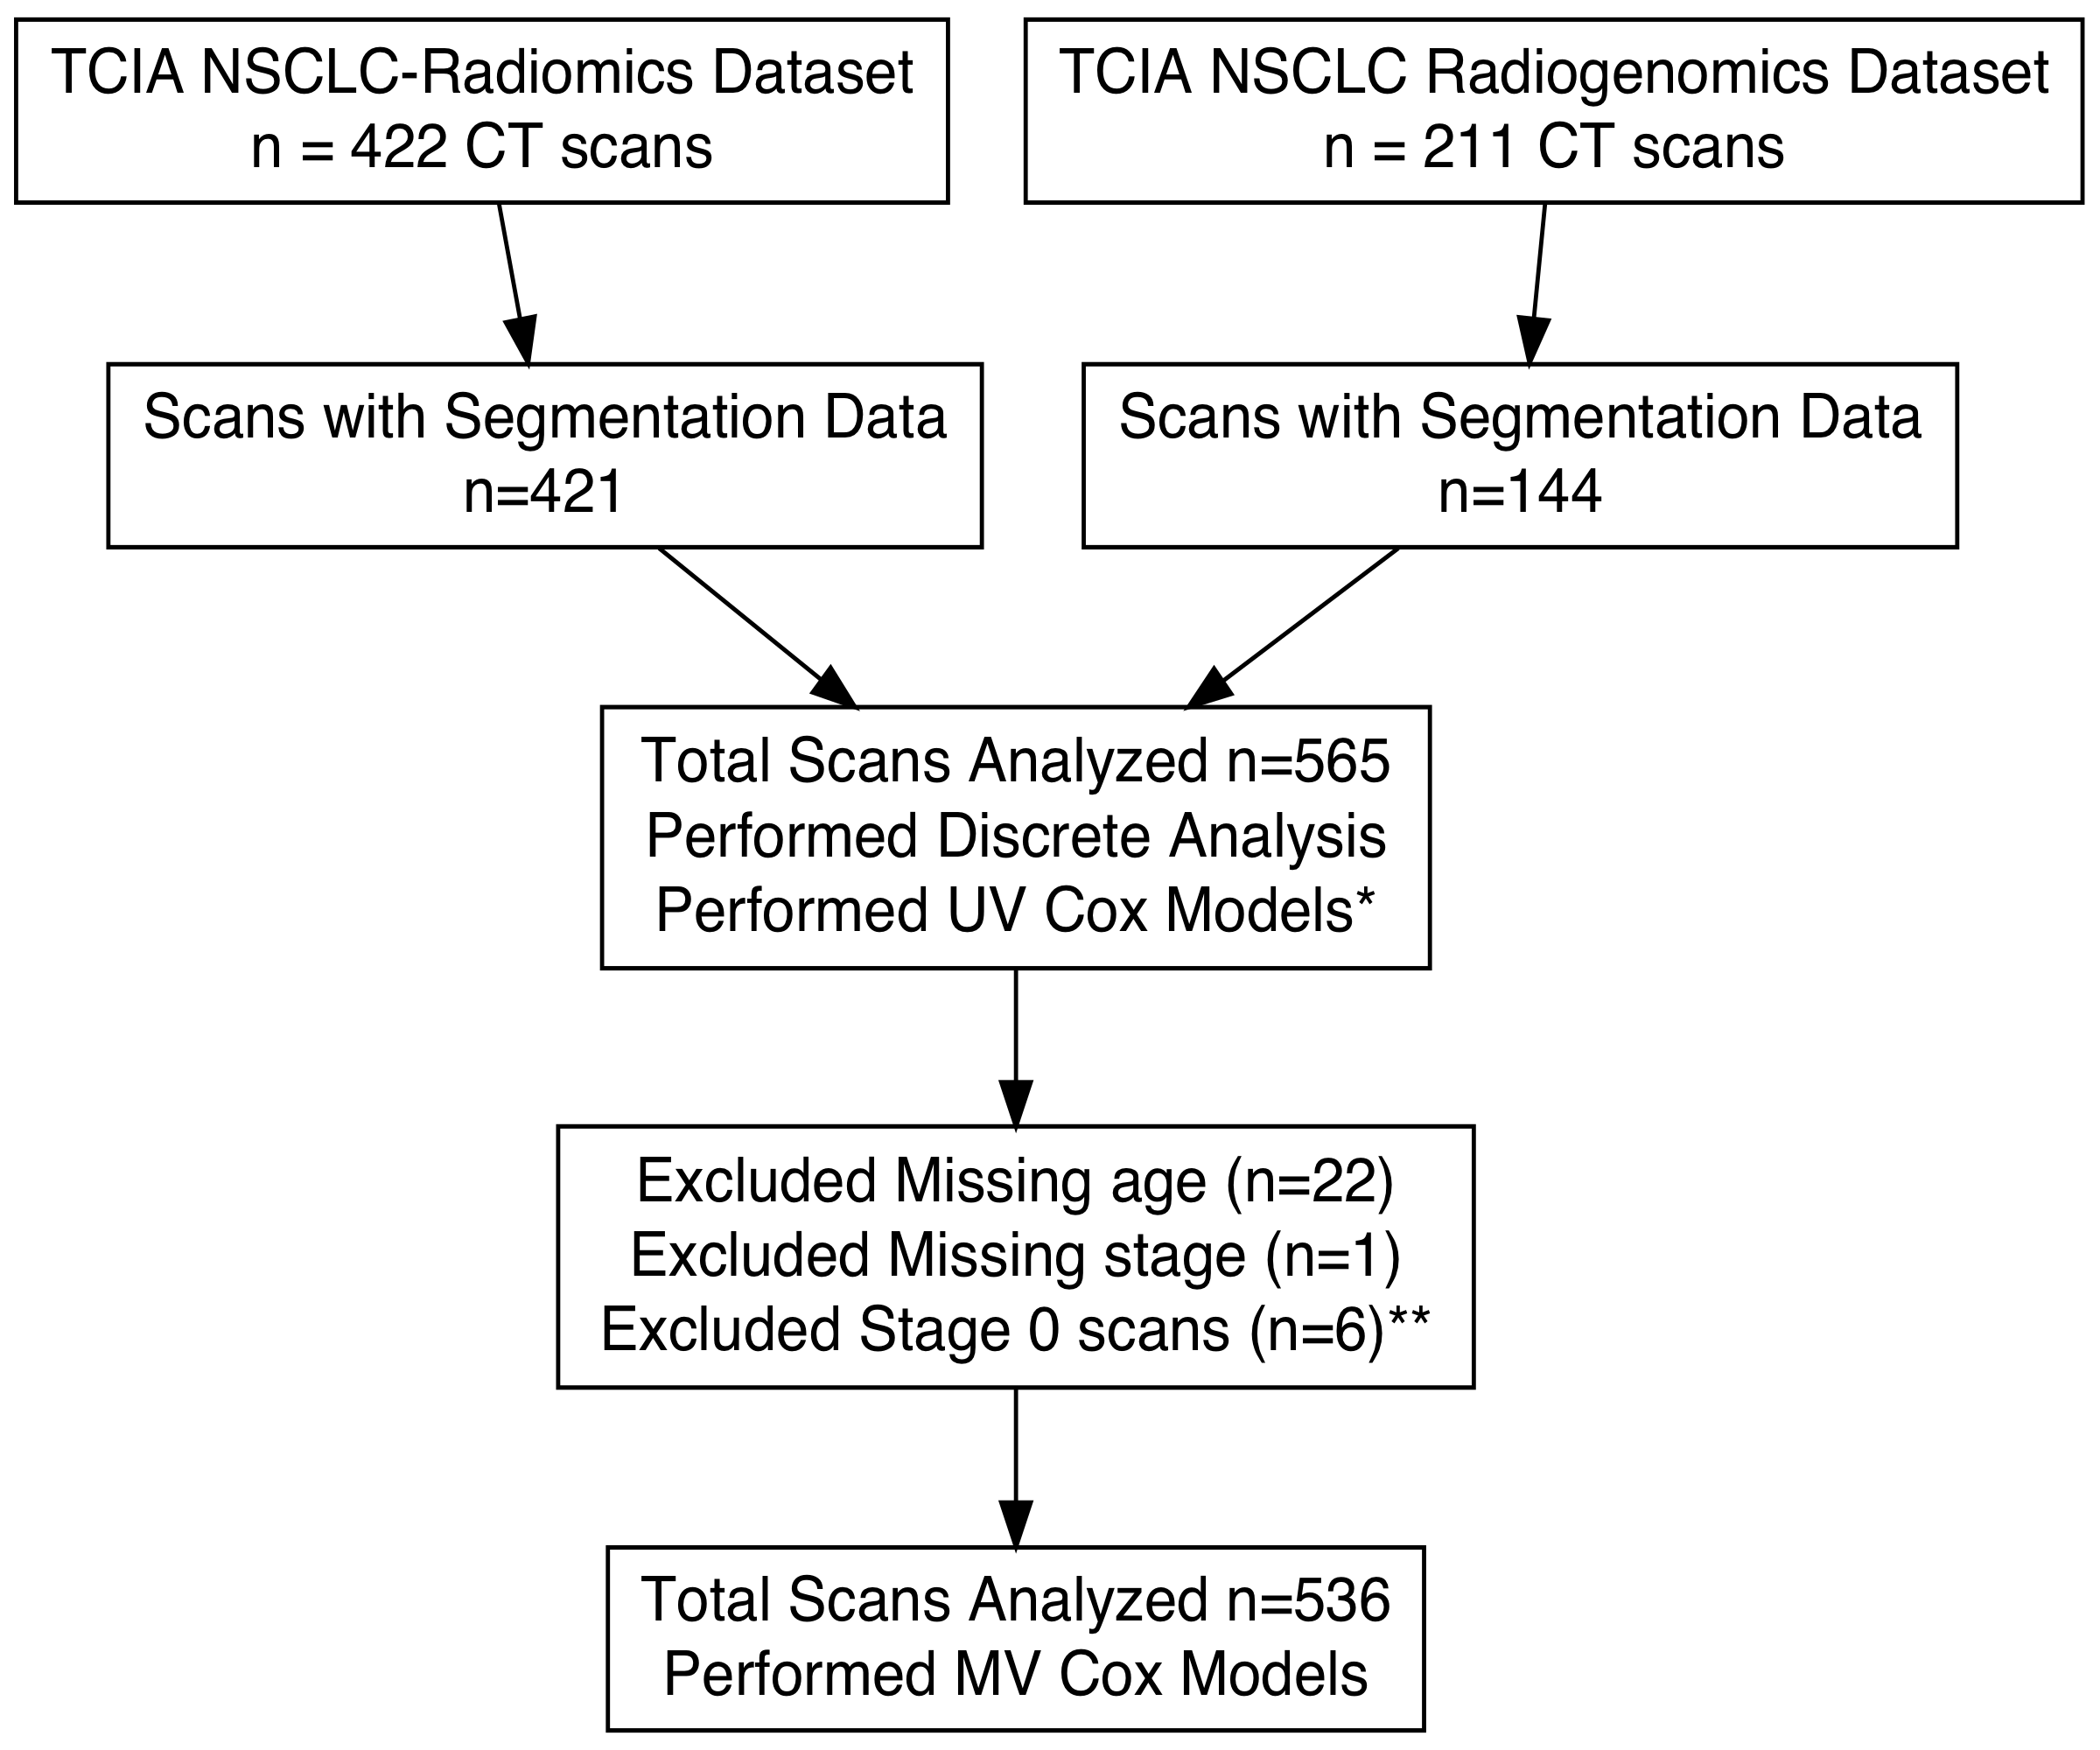 TCIA NSCLC-Radiomics Dataset
n = 422 CT scans
TCIA NSCLC Radiogenomics Dataset
n = 211 CT scans
Scans with Segmentation Data
n=421
Scans with Segmentation Data
n=144
Total Scans Analyzed n=565
Performed Discrete Analysis
Performed UV Cox Models*
Excluded Missing age (n=22)
Excluded Missing stage (n=1)
Excluded Stage 0 scans (n=6)**
Total Scans Analyzed n=536
Performed MV Cox Models